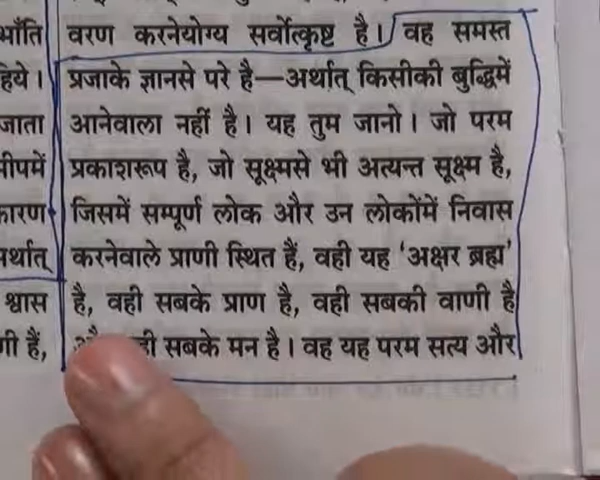 भाँति वरण करनेयोग्य सर्वोत्कृष्ट है। वह समस्त
हिये। प्रजाके ज्ञानसे परे है—अर्थात् किसीकी बुद्धिमें
जाता आनेवाला नहीं है। यह तुम जानो। जो परम
मीपमें प्रकाशरूप है, जो सूक्ष्मसे भी अत्यन्त सूक्ष्म है,
कारण जिसमें सम्पूर्ण लोक और उन लोकोंमें निवास
अर्थात् करनेवाले प्राणी स्थित हैं, वही यह ‘अक्षर ब्रह्म’
श्वास है, वही सबके प्राण है, वही सबकी वाणी है
गी हैं, ही सबके मन है। वह यह परम सत्य और